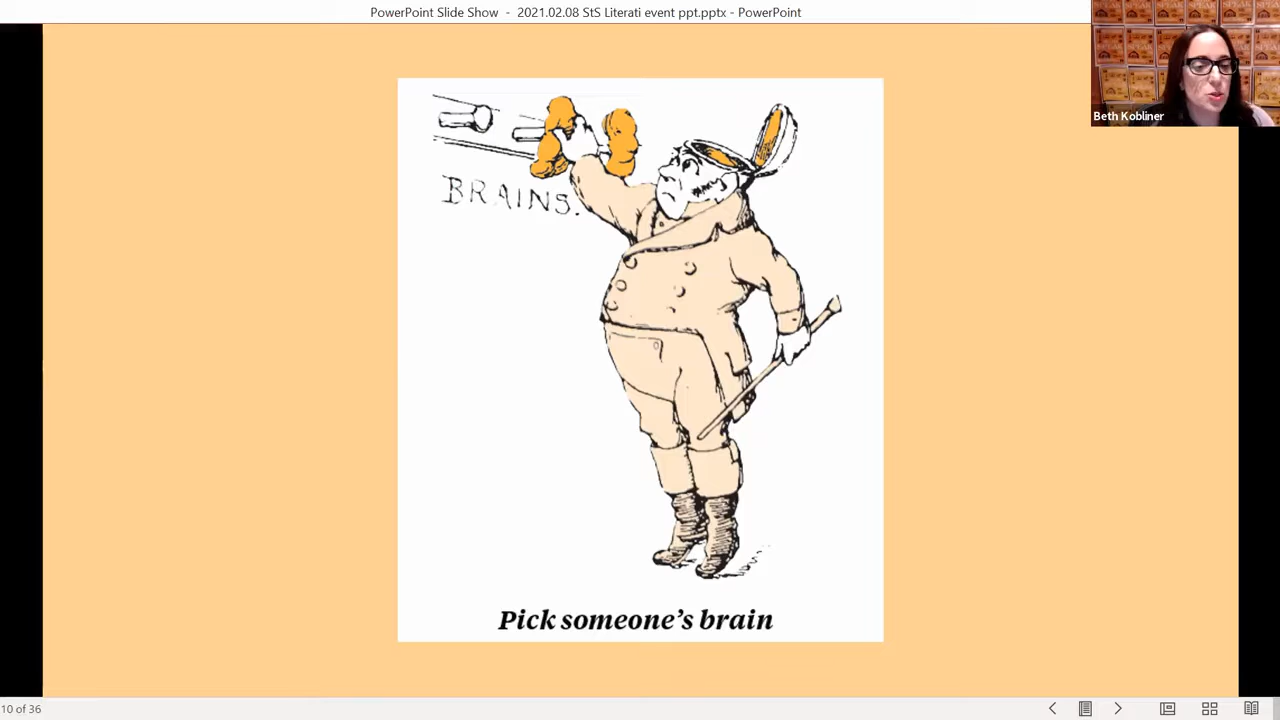 PowerPoint Slide Show - 2021.02.08 StS Literati event ppt.pptx - PowerPoint
Beth Kobliner
BRAINS.
Pick someone's brain
10 of 36